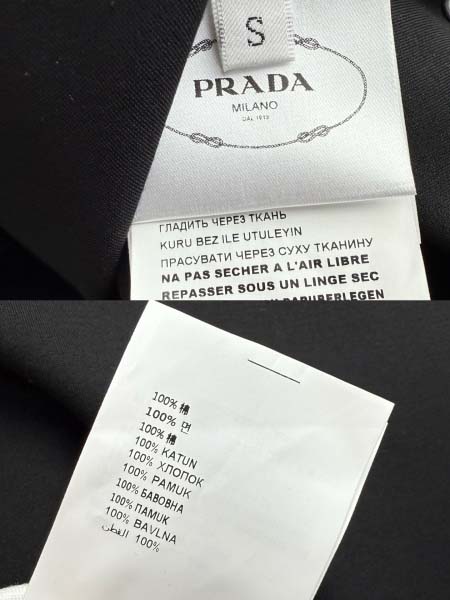 S
PRADA
MILANO
DAL 1913
ГЛАДИТЬ ЧЕРЕЗ ТКАНЬ
KURU BEZ ILE UTULEYIN
ПРАСУВАТИ ЧЕРЕЗ СУХУ ТКАНИНУ
NA PAS SECHER A L'AIR LIBRE
REPASSER SOUS UN LINGE SEC
100% 棉
100% 면
100% 棉
100% KATUN
100% ХЛОПОК
100% PAMUK
100% БАВОВНА
100% ПАМУК
100% BAVLNA
100% القطن